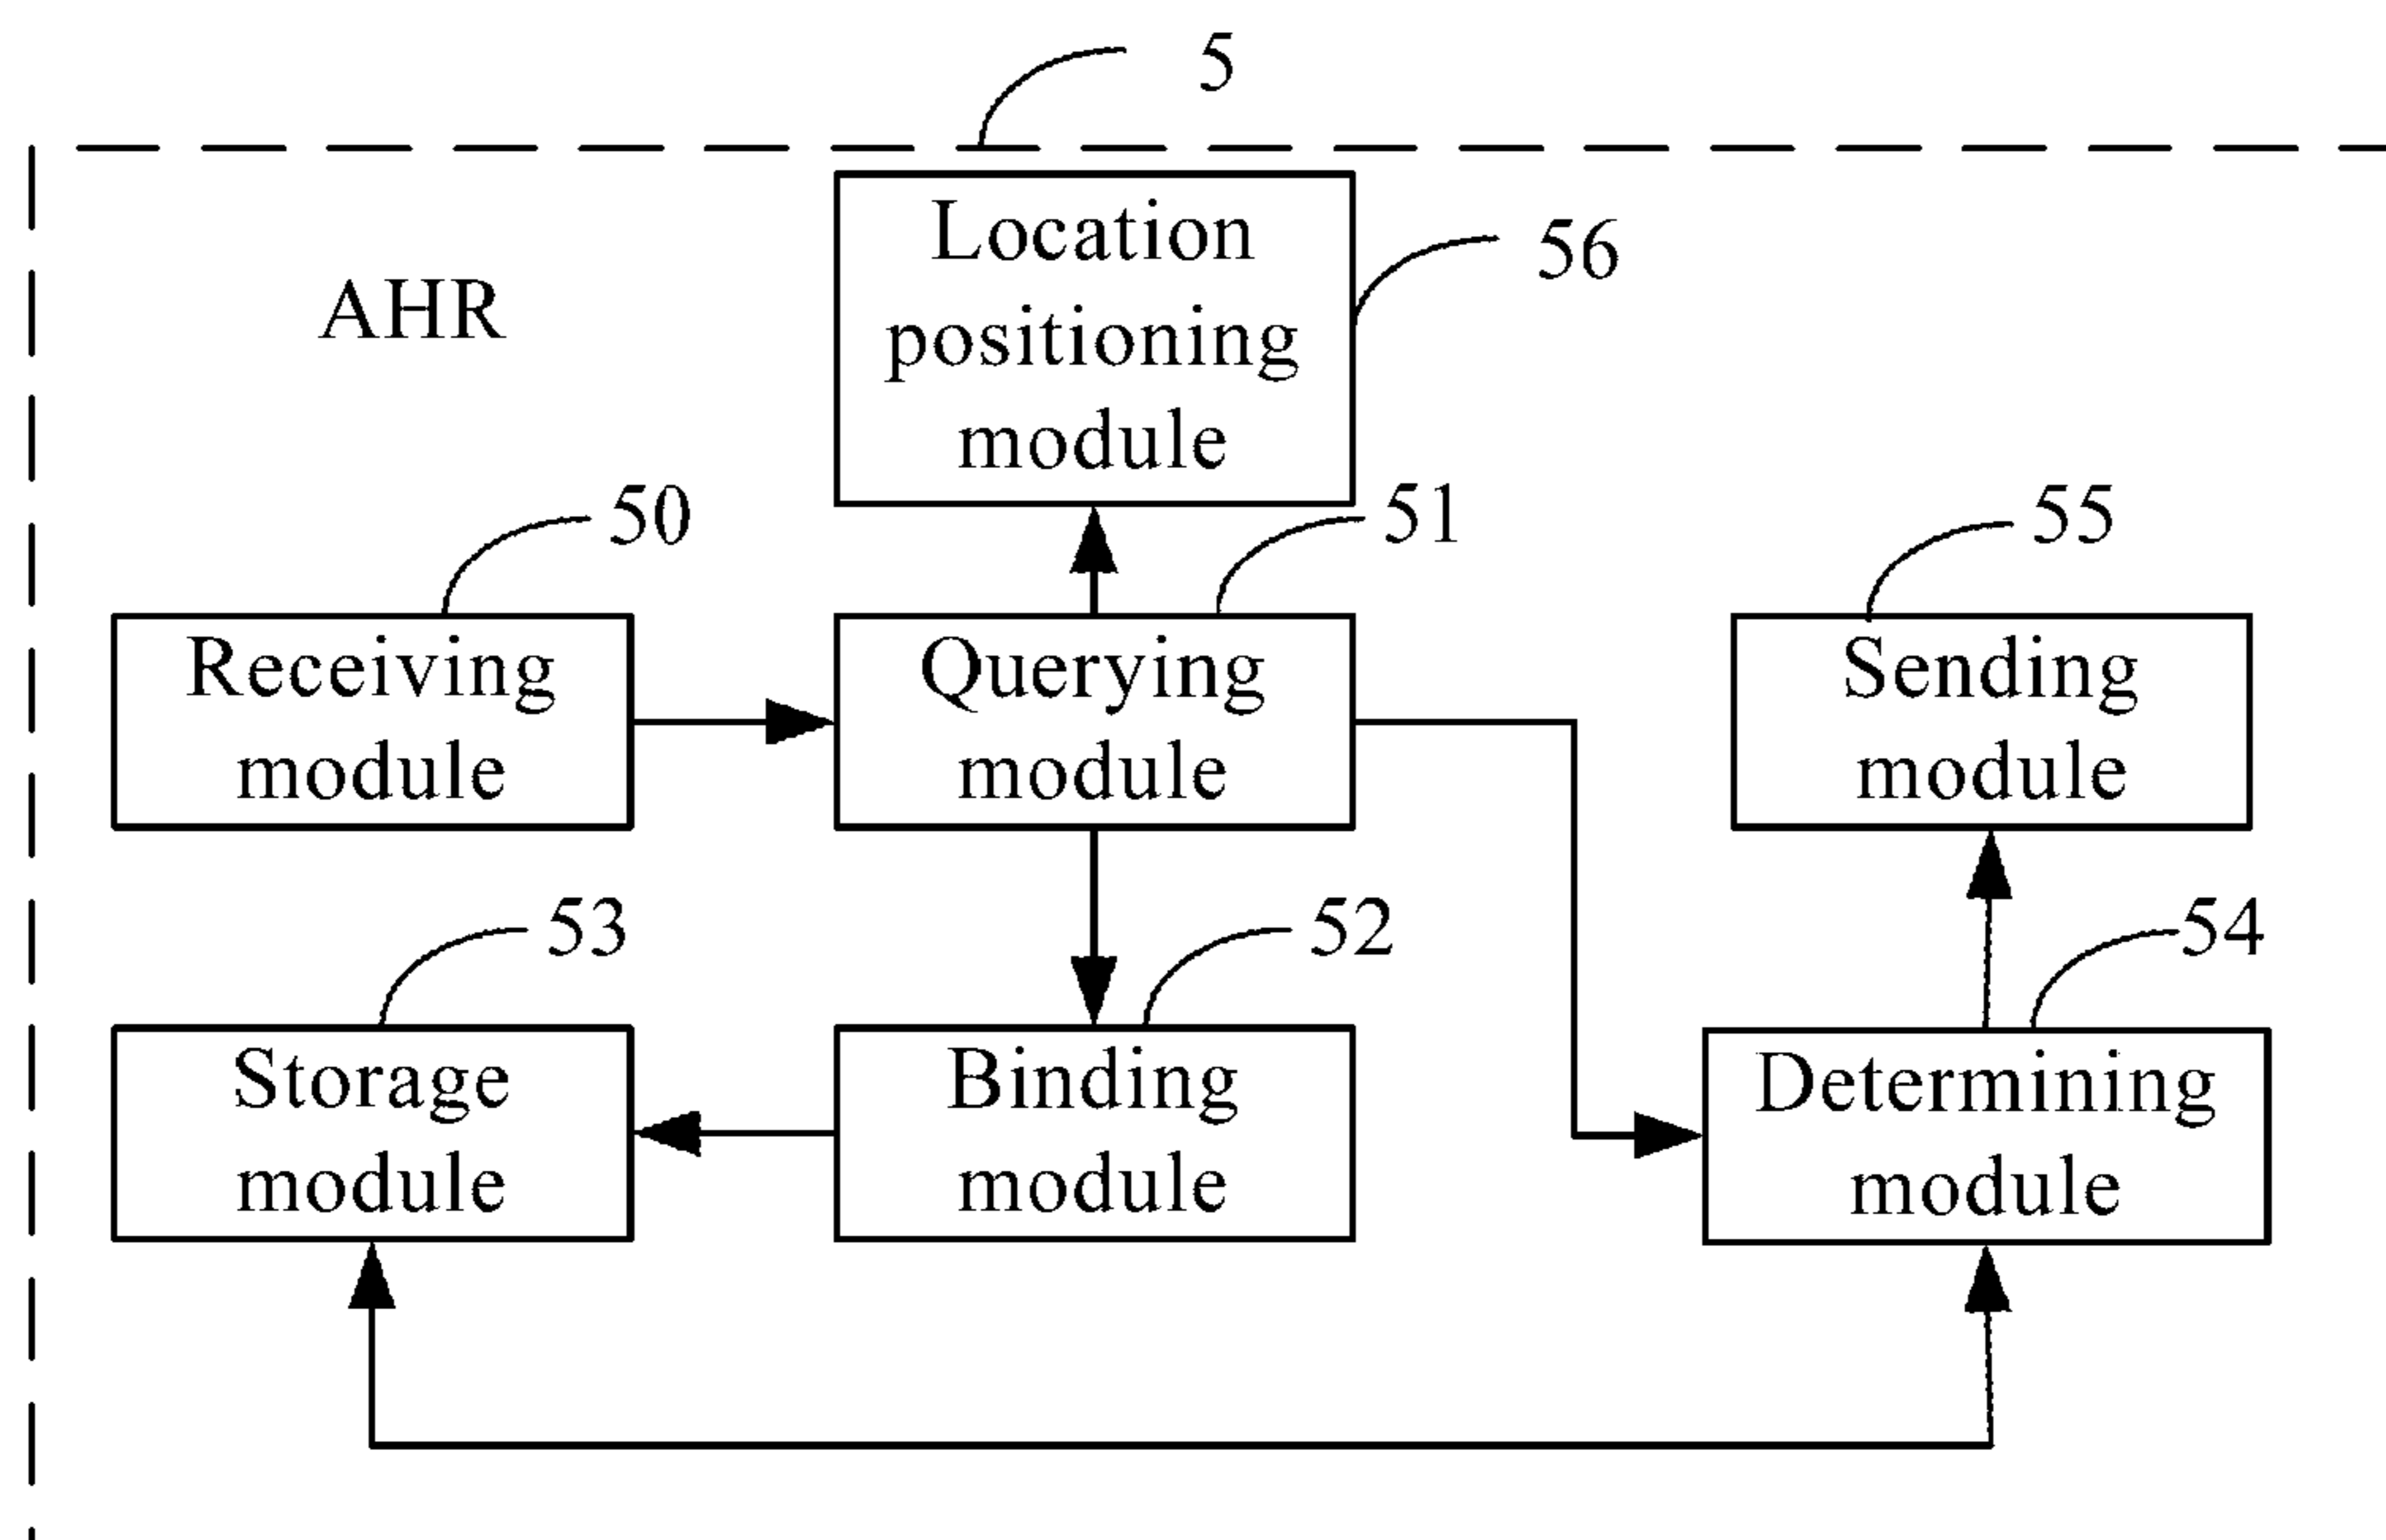 5
AHR
Location
positioning
module
56
50
51
55
Receiving
module
Querying
module
Sending
module
53
52
54
Storage
module
Binding
module
Determining
module